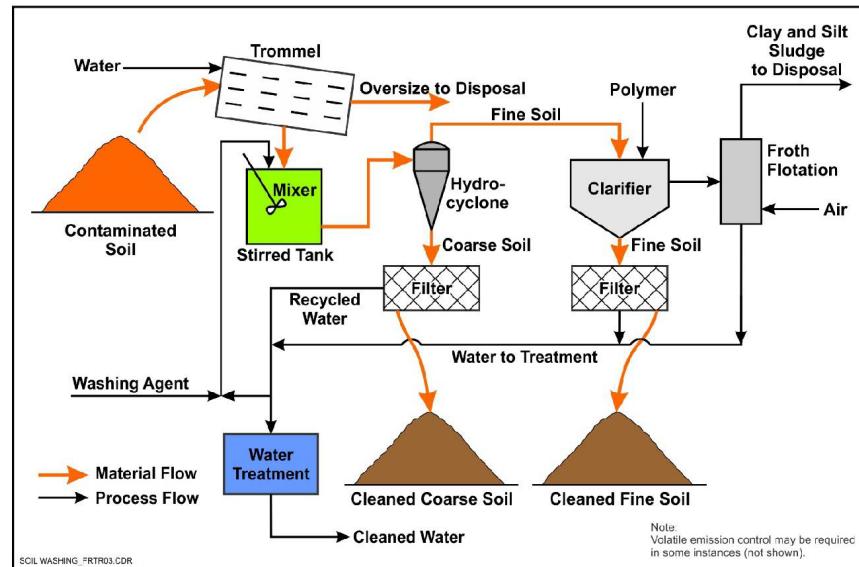 Water
Trommel
Oversize to Disposal
Clay and Silt
Sludge
to Disposal
Polymer
Fine Soil
Mixer
Stirred Tank
Hydro-
cyclone
Clarifier
Froth
Flotation
Air
Contaminated
Soil
Coarse Soil
Fine Soil
Filter
Filter
Recycled
Water
Water to Treatment
Washing Agent
Water
Treatment
Material Flow
Process Flow
Cleaned Coarse Soil
Cleaned Fine Soil
Cleaned Water
Note:
Volatile emission control may be required
in some instances (not shown).
SOIL WASHING_FRTR03.CDR